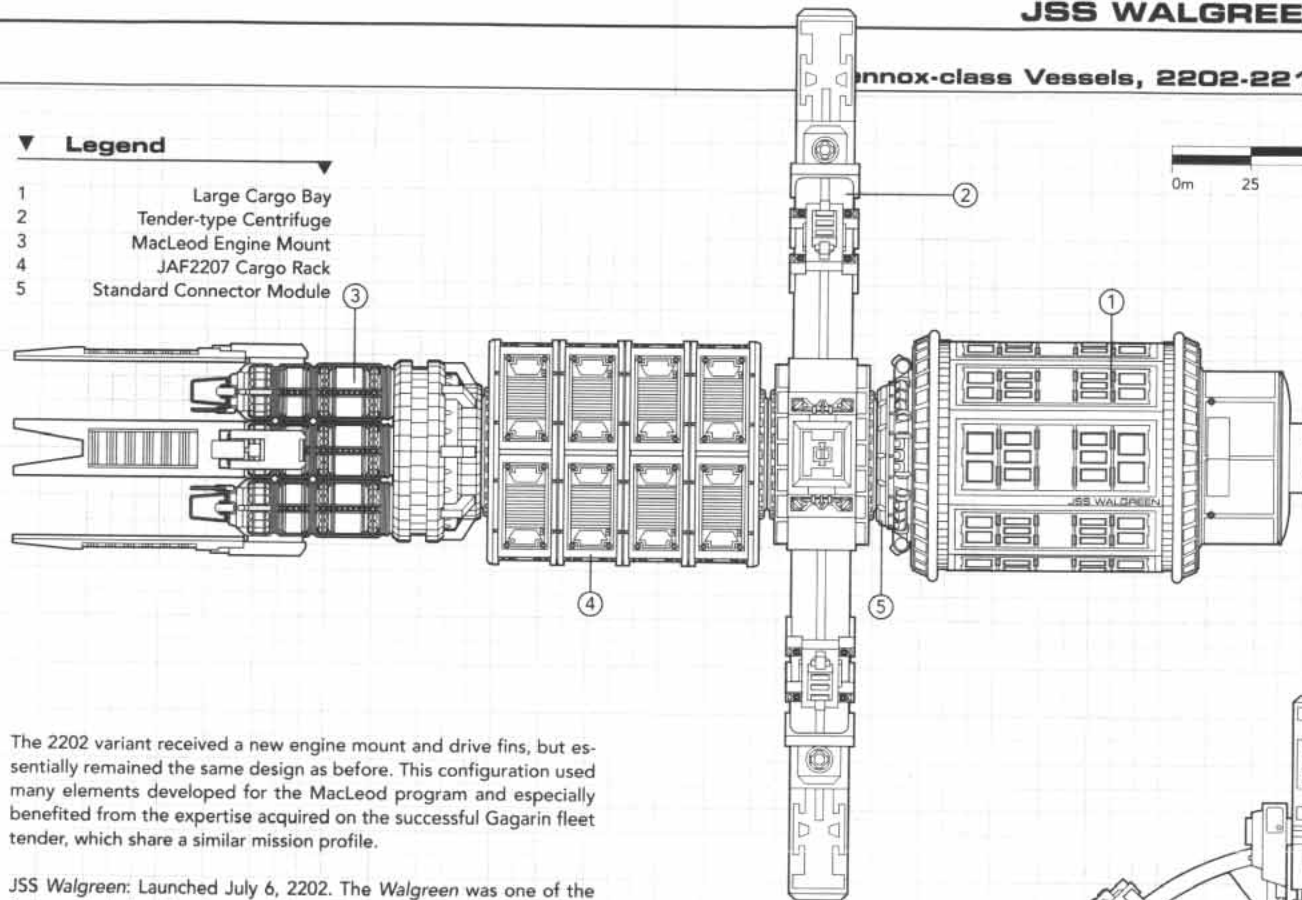 JSS WALGREE
ennox-class Vessels, 2202-221
Legend
1 Large Cargo Bay
2 Tender-type Centrifuge
3 MacLeod Engine Mount
4 JAF2207 Cargo Rack
5 Standard Connector Module
0m 25
2
3
1
JSS WALGREEN
4
5
The 2202 variant received a new engine mount and drive fins, but es-
sentially remained the same design as before. This configuration used
many elements developed for the MacLeod program and especially
benefited from the expertise acquired on the successful Gagarin fleet
tender, which share a similar mission profile.
JSS Walgreen: Launched July 6, 2202. The Walgreen was one of the